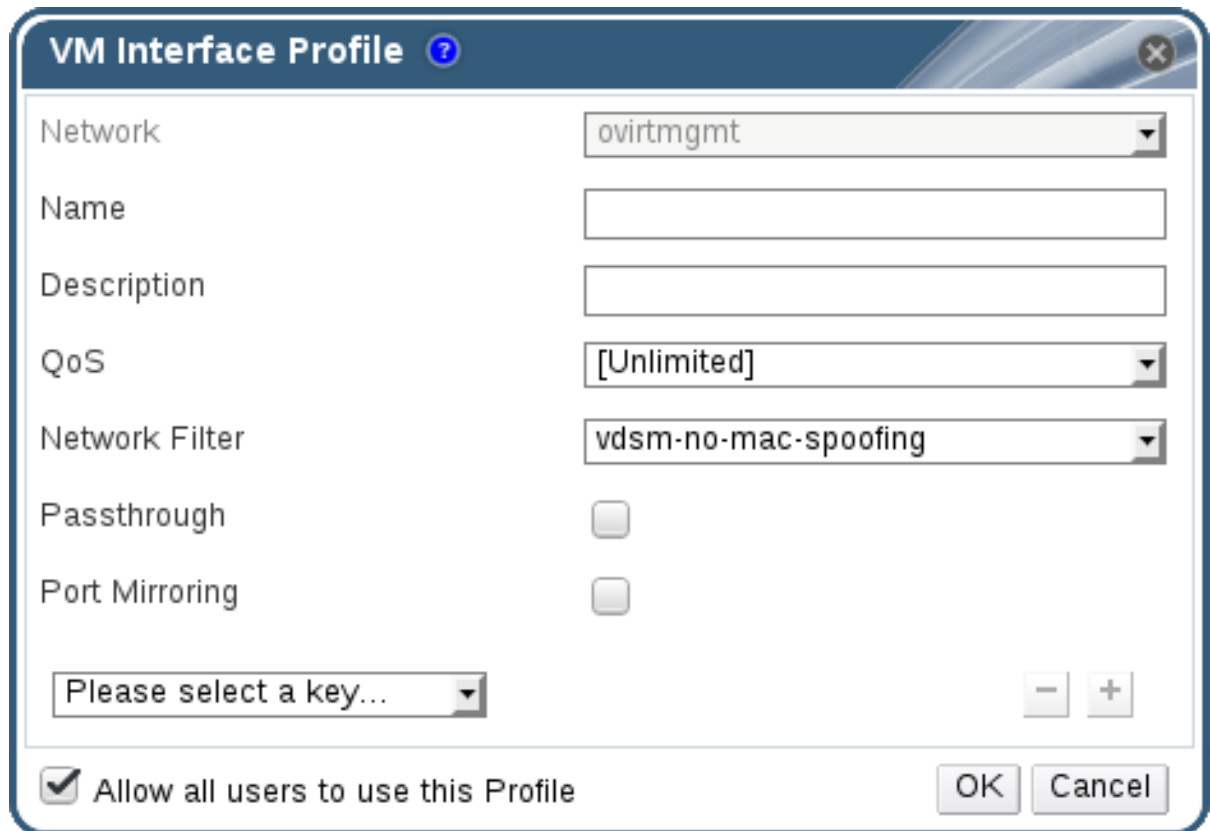 VM Interface Profile ?
Network ovirtmgmt
Name
Description
QoS [Unlimited]
Network Filter vdsm-no-mac-spoofing
Passthrough
Port Mirroring
Please select a key... − +
Allow all users to use this Profile OK Cancel